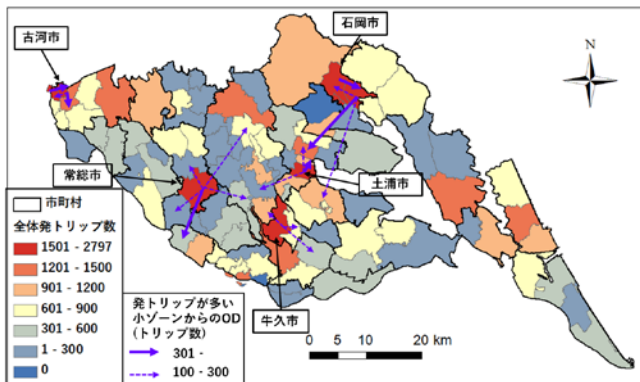 石岡市
古河市
N
常総市
土浦市
市町村
全体発トリップ数
1501 - 2797
1201 - 1500
901 - 1200
601 - 900
301 - 600
1 - 300
0
発トリップが多い
小ゾーンからのOD
(トリップ数)
301 -
100 - 300
牛久市
0 5 10 20 km